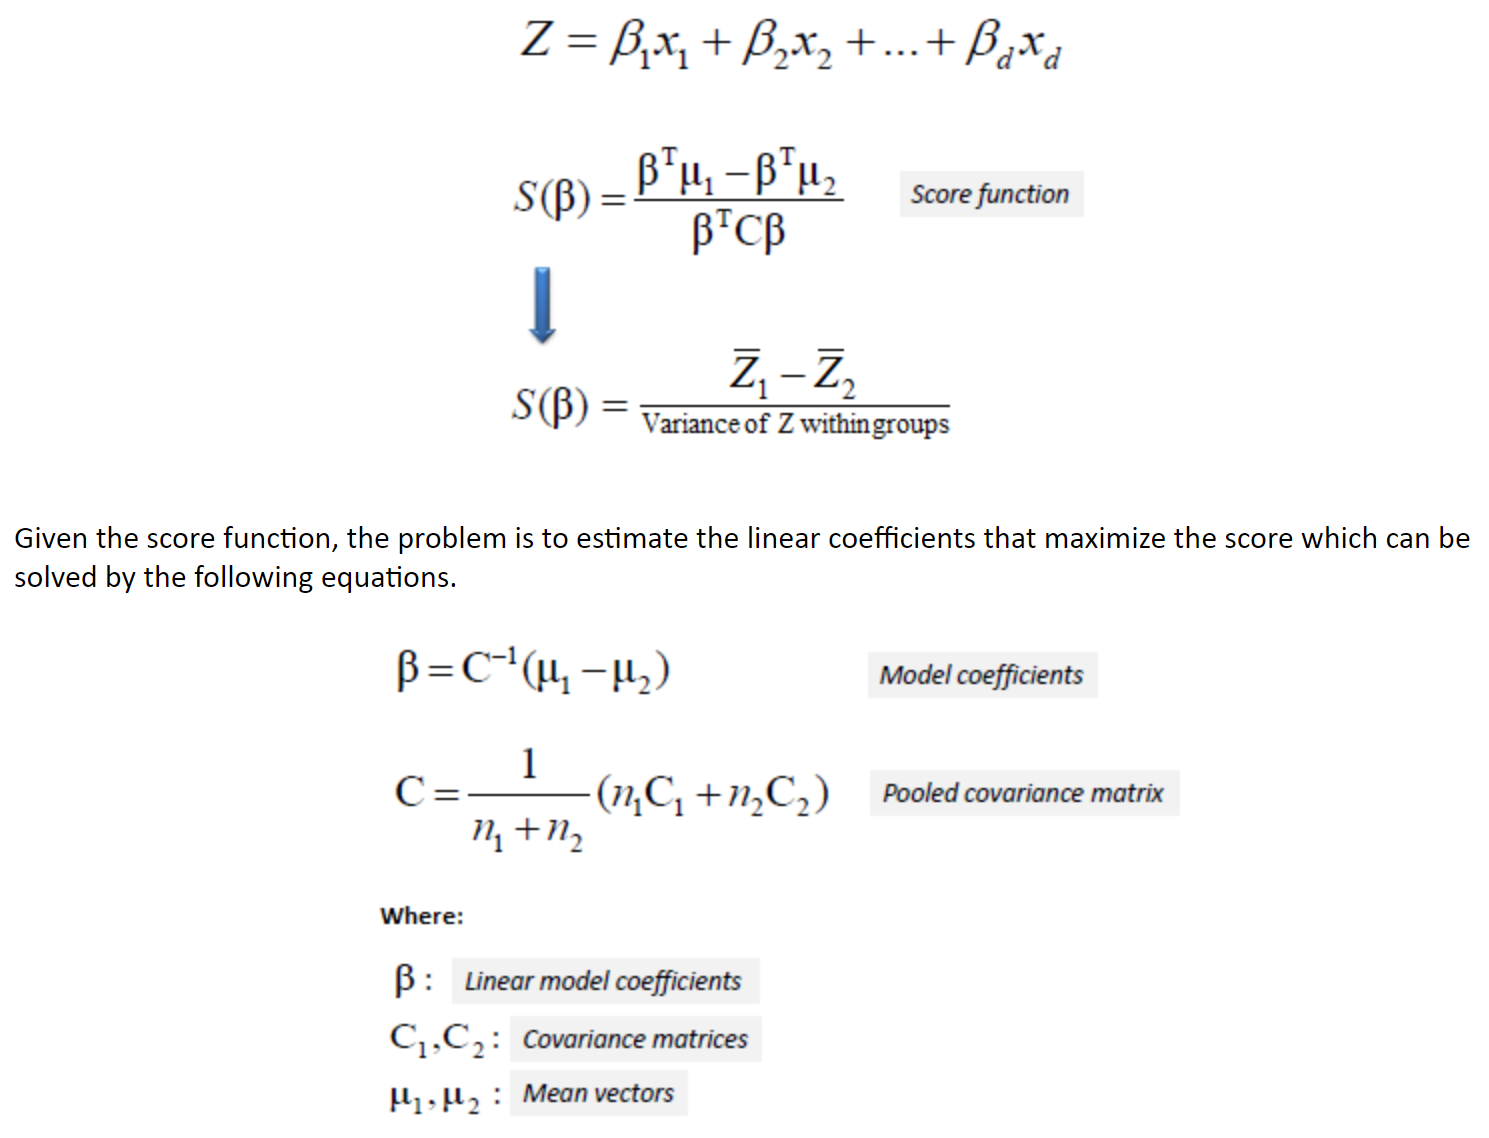 Z = β₁x₁ + β₂x₂ + ... + β_d x_d
S(β) = (βᵀμ₁ − βᵀμ₂) / (βᵀCβ) Score function
S(β) = (Z̅₁ − Z̅₂) / (Variance of Z within groups)
Given the score function, the problem is to estimate the linear coefficients that maximize the score which can be
solved by the following equations.
β = C⁻¹(μ₁ − μ₂) Model coefficients
C = 1 / (n₁ + n₂) (n₁C₁ + n₂C₂) Pooled covariance matrix
Where:
β : Linear model coefficients
C₁,C₂ : Covariance matrices
μ₁,μ₂ : Mean vectors